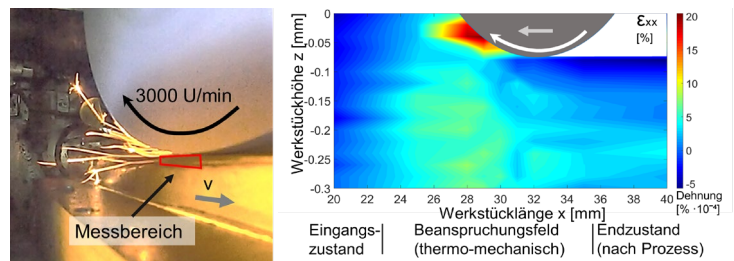 3000 U/min
v
Messbereich
Werkstückhöhe z [mm]
0
-0.05
-0.1
-0.15
-0.2
-0.25
-0.3
20 22 24 26 28 30 32 34 36 38 40
Werkstücklänge x [mm]
εxx
[%]
20
15
10
5
0
-5
Dehnung
[% ·10⁻⁴]
Eingangs-
zustand
Beanspruchungsfeld
(thermo-mechanisch)
Endzustand
(nach Prozess)